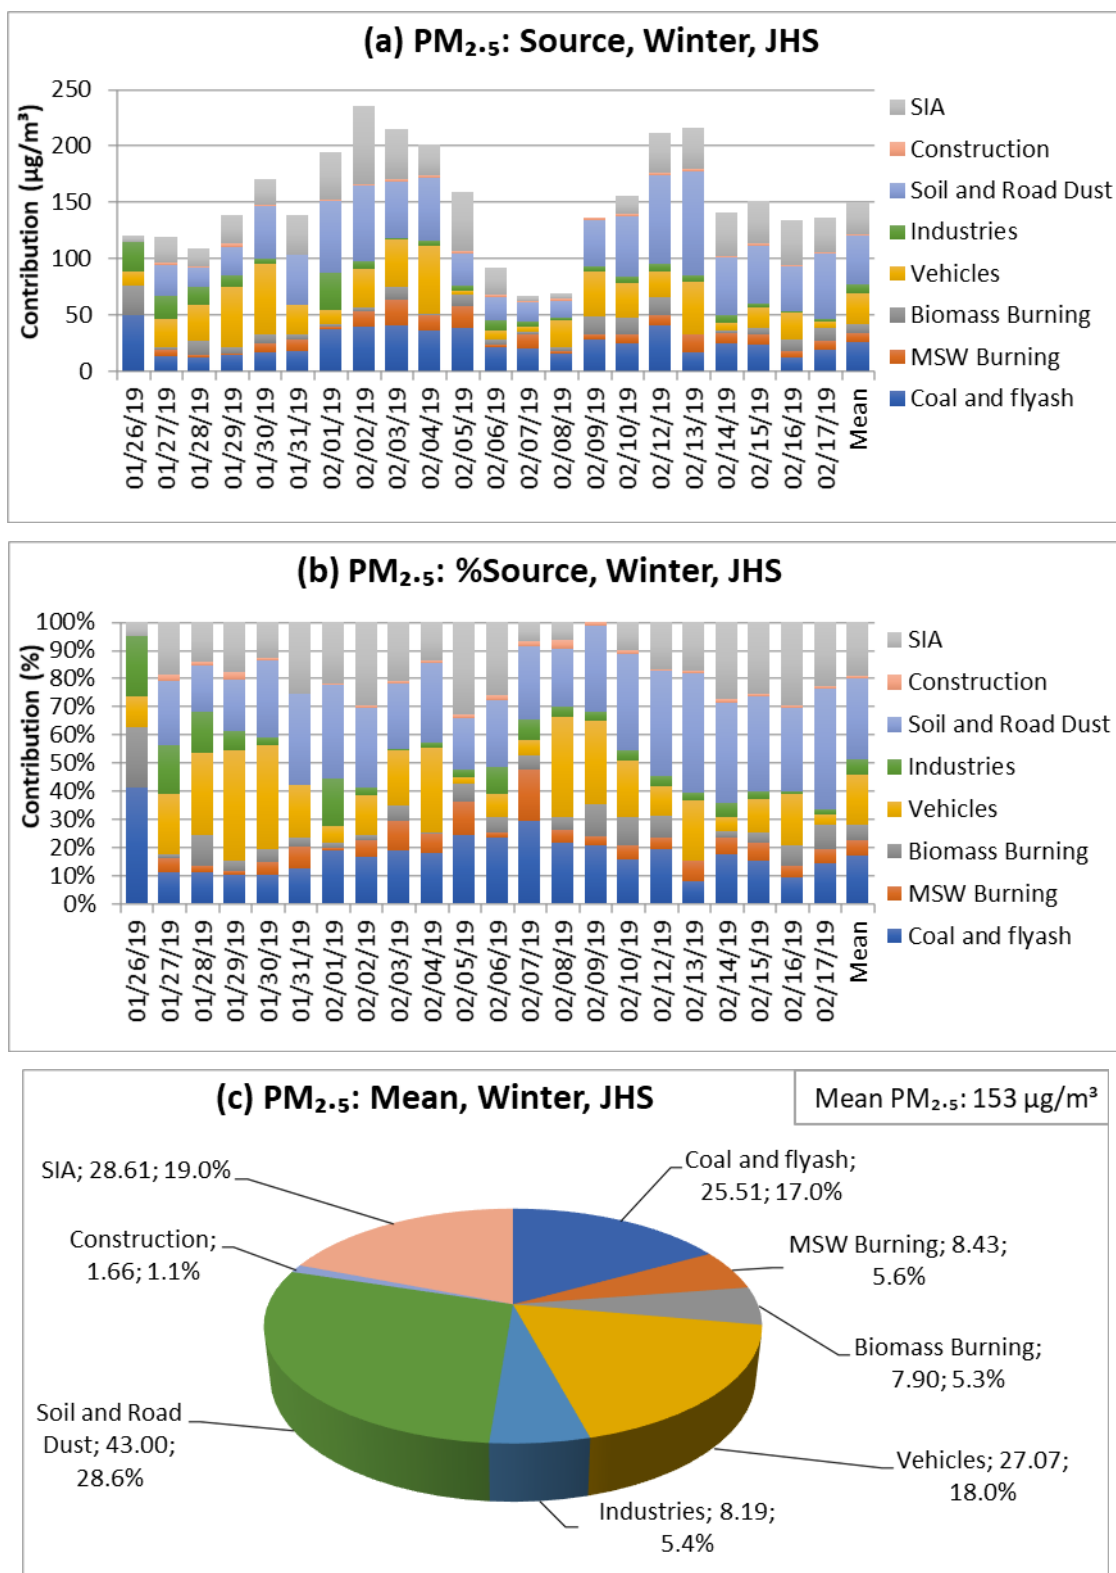 (a) PM₂.₅: Source, Winter, JHS
Contribution (µg/m³)
250
200
150
100
50
0
01/26/19
01/27/19
01/28/19
01/29/19
01/30/19
01/31/19
02/01/19
02/02/19
02/03/19
02/04/19
02/05/19
02/06/19
02/07/19
02/08/19
02/09/19
02/10/19
02/12/19
02/13/19
02/14/19
02/15/19
02/16/19
02/17/19
Mean
SIA
Construction
Soil and Road Dust
Industries
Vehicles
Biomass Burning
MSW Burning
Coal and flyash
(b) PM₂.₅: %Source, Winter, JHS
Contribution (%)
100%
90%
80%
70%
60%
50%
40%
30%
20%
10%
0%
01/26/19
01/27/19
01/28/19
01/29/19
01/30/19
01/31/19
02/01/19
02/02/19
02/03/19
02/04/19
02/05/19
02/06/19
02/07/19
02/08/19
02/09/19
02/10/19
02/12/19
02/13/19
02/14/19
02/15/19
02/16/19
02/17/19
Mean
SIA
Construction
Soil and Road Dust
Industries
Vehicles
Biomass Burning
MSW Burning
Coal and flyash
(c) PM₂.₅: Mean, Winter, JHS
Mean PM₂.₅: 153 µg/m³
SIA; 28.61; 19.0%
Coal and flyash;
25.51; 17.0%
Construction;
1.66; 1.1%
MSW Burning; 8.43;
5.6%
Biomass Burning;
7.90; 5.3%
Soil and Road
Dust; 43.00;
28.6%
Vehicles; 27.07;
18.0%
Industries; 8.19;
5.4%